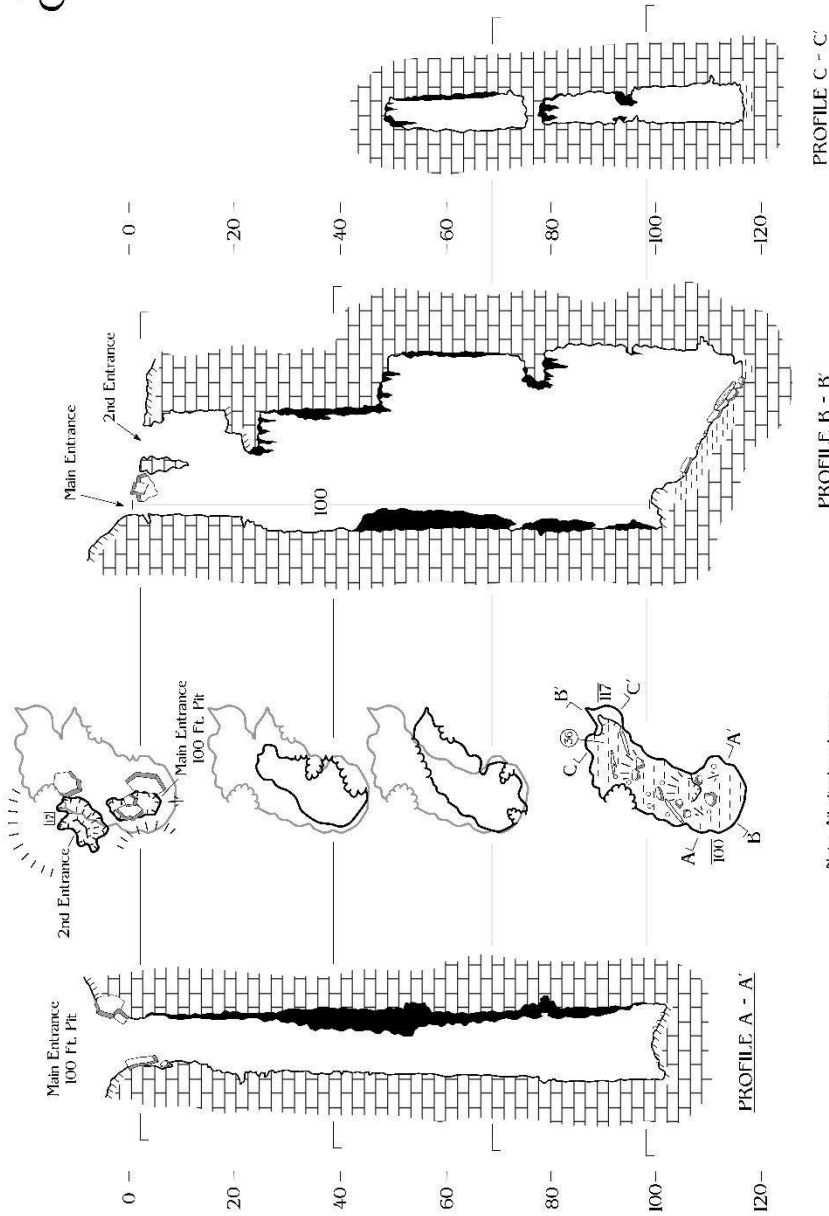 Main Entrance
100 Ft. Pit
2nd Entrance
112
Main Entrance
100 Ft. Pit
Main Entrance
2nd Entrance
100
0
20
40
60
80
100
120
0
20
40
60
80
100
120
A
100
B
A'
C
36
B'
117
C'
PROFILE A - A'
PROFILE B - B'
PROFILE C - C'